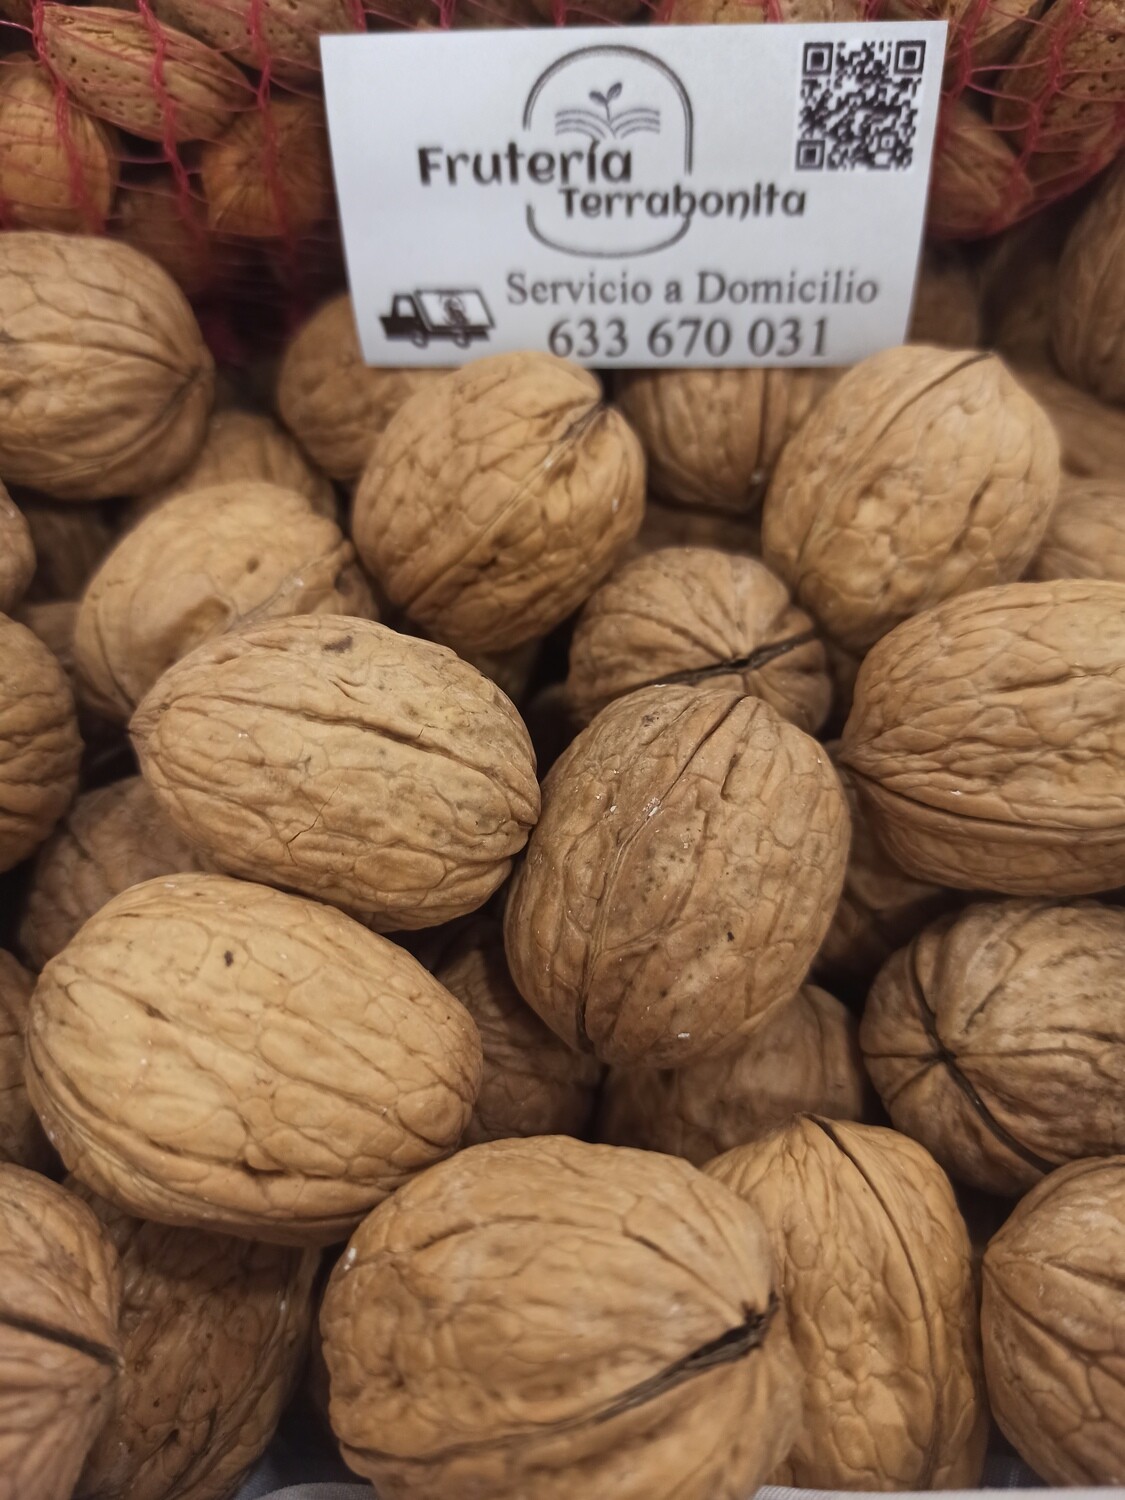 Frutería
Terrabonita
Servicio a Domicilio
633 670 031